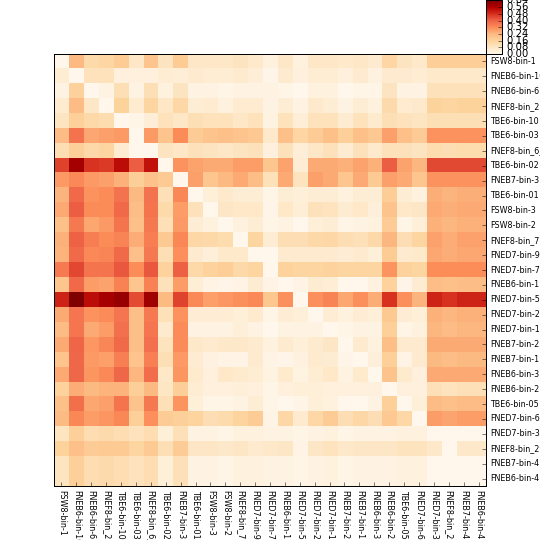 0.48
0.40
0.32
0.24
0.16
0.08
0.00
FSW8-bin-1
FNEB6-bin-1
FNEB6-bin-6
FNEF8-bin_2
TBE6-bin-10
TBE6-bin-03
FNEF8-bin_6
TBE6-bin-02
FNEB7-bin-3
TBE6-bin-01
FSW8-bin-3
FSW8-bin-2
FNEF8-bin_7
FNED7-bin-9
FNED7-bin-7
FNEB6-bin-1
FNED7-bin-5
FNED7-bin-2
FNED7-bin-1
FNEB7-bin-2
FNEB7-bin-1
FNEB6-bin-3
FNEB6-bin-2
TBE6-bin-05
FNED7-bin-6
FNED7-bin-3
FNEF8-bin_2
FNEB7-bin-4
FNEB6-bin-4
FSW8-bin-1
FNEB6-bin-1
FNEB6-bin-6
FNEF8-bin_2
TBE6-bin-10
TBE6-bin-03
FNEF8-bin_6
TBE6-bin-02
FNEB7-bin-3
TBE6-bin-01
FSW8-bin-3
FSW8-bin-2
FNEF8-bin_7
FNED7-bin-9
FNED7-bin-7
FNEB6-bin-1
FNED7-bin-5
FNED7-bin-2
FNED7-bin-1
FNEB7-bin-2
FNEB7-bin-1
FNEB6-bin-3
FNEB6-bin-2
TBE6-bin-05
FNED7-bin-6
FNED7-bin-3
FNEF8-bin_2
FNEB7-bin-4
FNEB6-bin-4